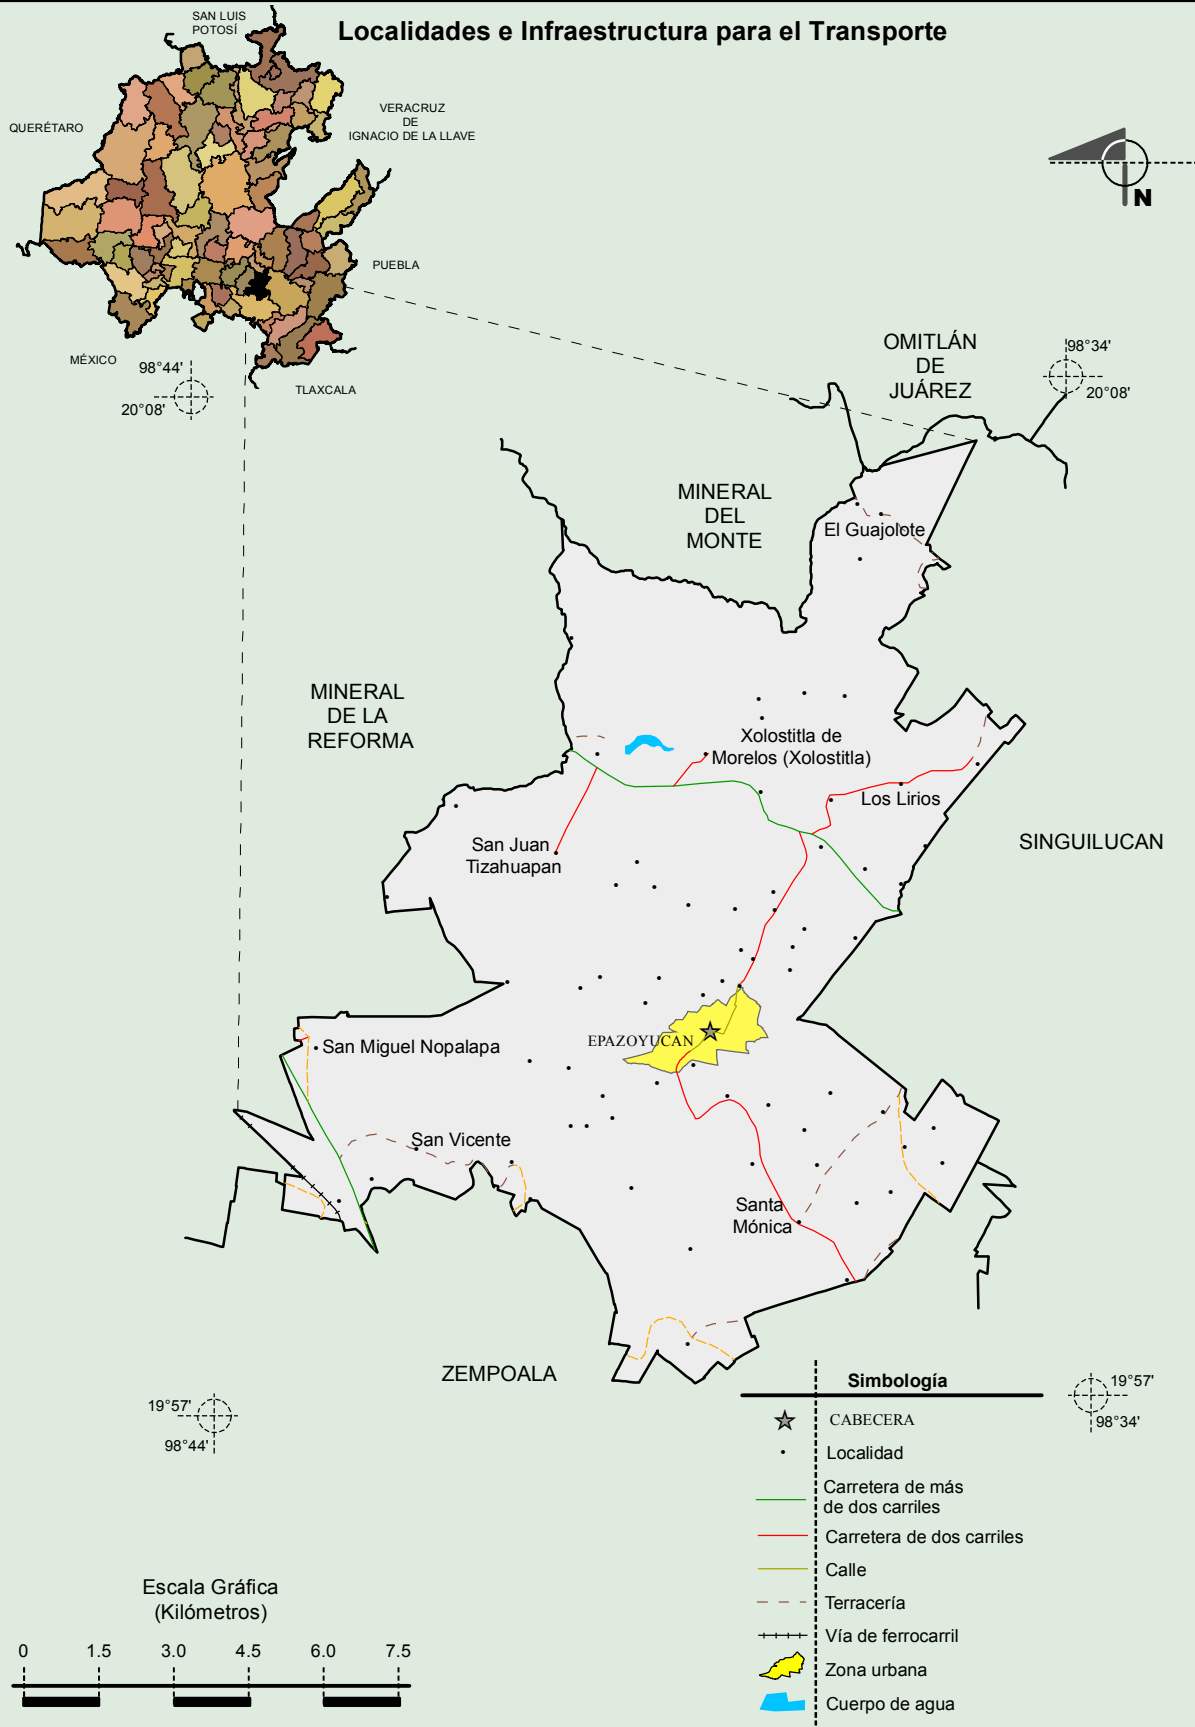 Localidades e Infraestructura para el Transporte
SAN LUIS
POTOSÍ
QUERÉTARO
VERACRUZ
DE
IGNACIO DE LA LLAVE
PUEBLA
MÉXICO
TLAXCALA
N
98°44'
20°08'
98°34'
20°08'
OMITLÁN
DE
JUÁREZ
MINERAL
DEL
MONTE
El Guajolote
MINERAL
DE LA
REFORMA
Xolostitla de
Morelos (Xolostitla)
Los Lirios
San Juan
Tizahuapan
SINGUILUCAN
EPAZOYUCAN
San Miguel Nopalapa
San Vicente
Santa
Mónica
ZEMPOALA
19°57'
98°44'
19°57'
98°34'
Simbología
CABECERA
Localidad
Carretera de más
de dos carriles
Carretera de dos carriles
Calle
Terracería
Vía de ferrocarril
Zona urbana
Cuerpo de agua
Escala Gráfica
(Kilómetros)
0 1.5 3.0 4.5 6.0 7.5